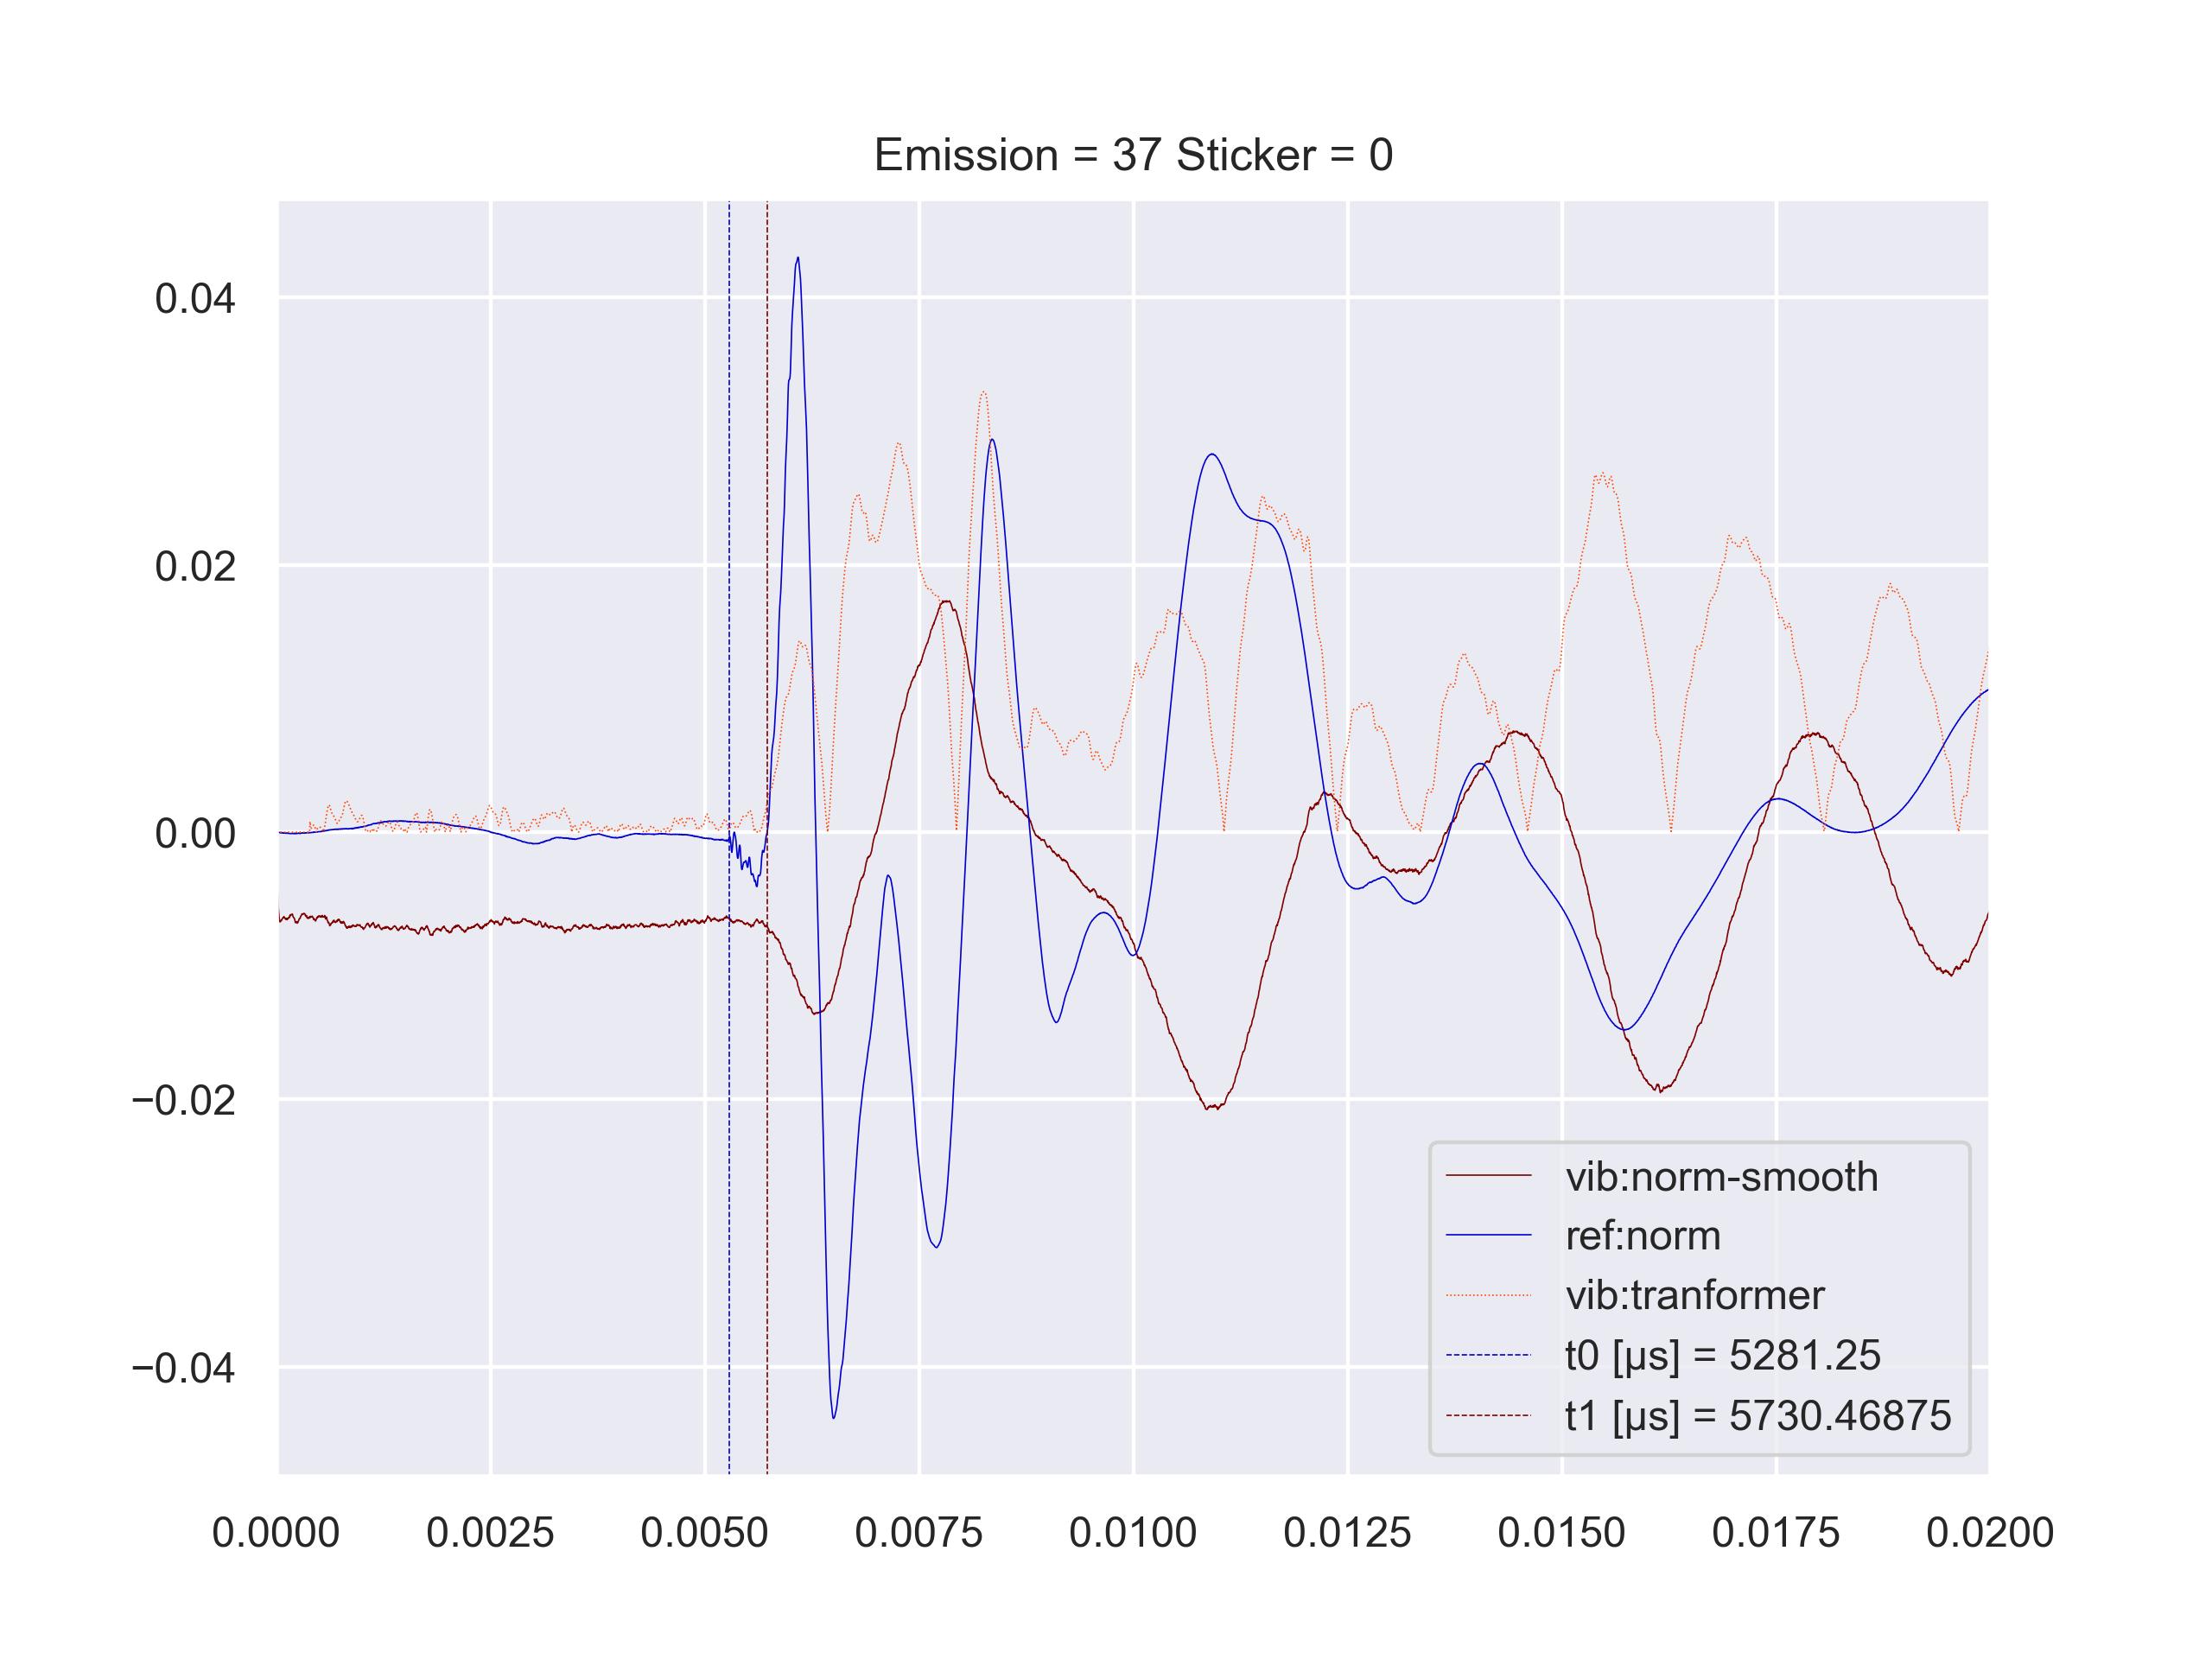 Emission = 37 Sticker = 0
0.04
0.02
0.00
−0.02
−0.04
0.0000 0.0025 0.0050 0.0075 0.0100 0.0125 0.0150 0.0175 0.0200
vib:norm-smooth
ref:norm
vib:tranformer
t0 [µs] = 5281.25
t1 [µs] = 5730.46875